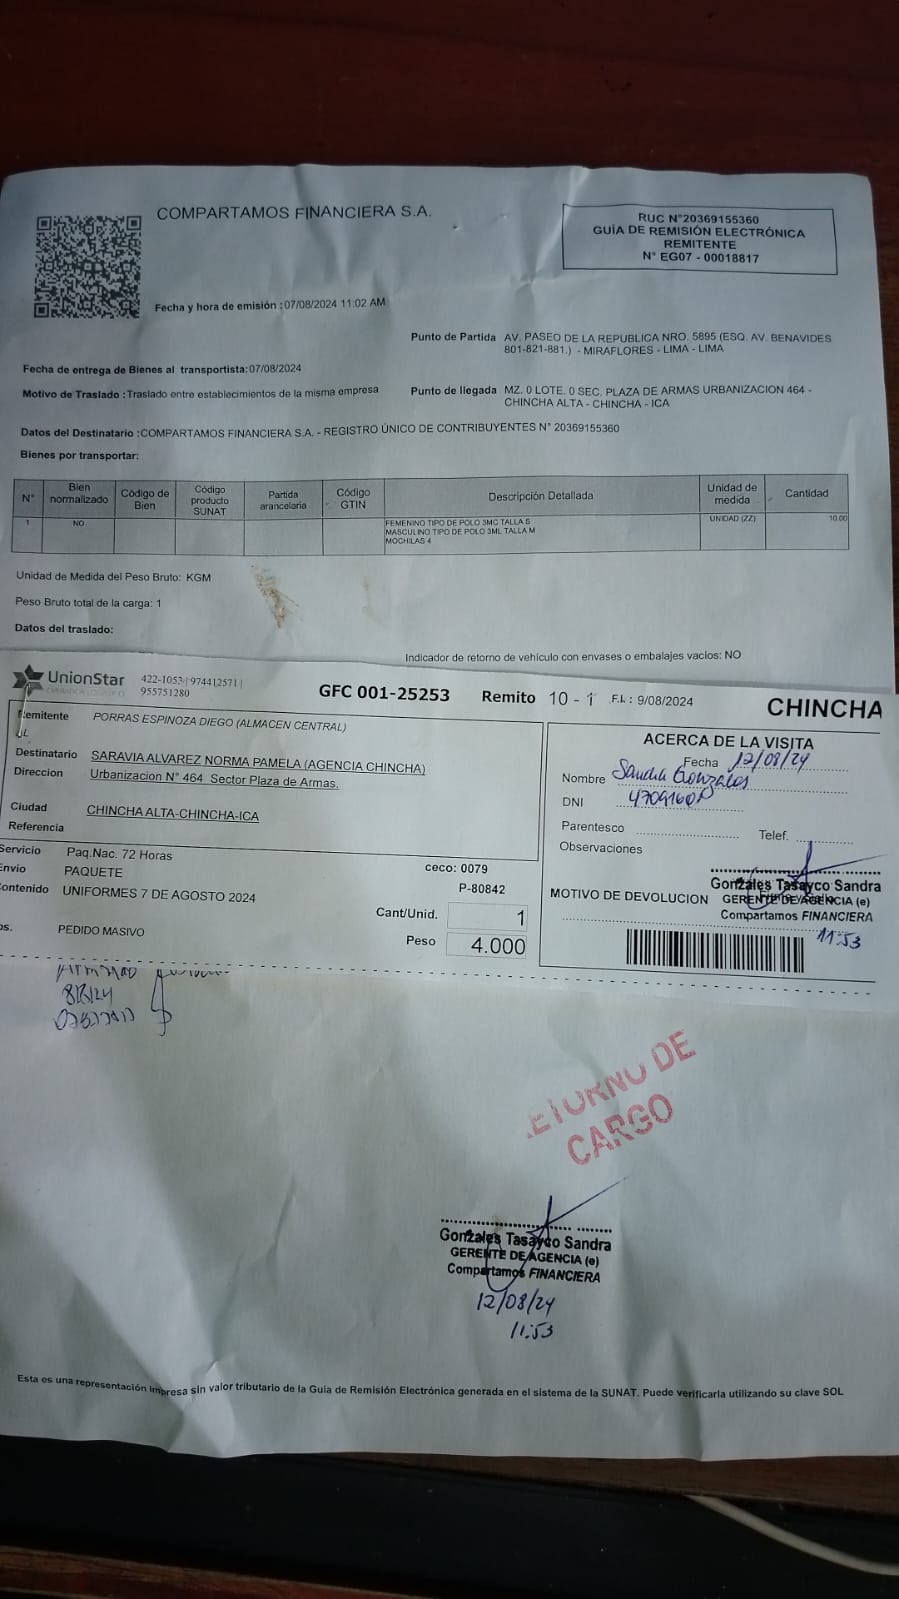 COMPARTAMOS FINANCIERA S.A.
RUC N°20369155360
GUÍA DE REMISIÓN ELECTRÓNICA
REMITENTE
N° EG07 - 00018817
Fecha y hora de emisión :07/08/2024 11:02 AM
Punto de Partida AV. PASEO DE LA REPUBLICA NRO. 5895 (ESQ. AV. BENAVIDES
801-821-881.) - MIRAFLORES - LIMA - LIMA
Fecha de entrega de Bienes al transportista:07/08/2024
Motivo de Traslado :Traslado entre establecimientos de la misma empresa
Punto de llegada MZ. 0 LOTE. 0 SEC. PLAZA DE ARMAS URBANIZACION 464 -
CHINCHA ALTA - CHINCHA - ICA
Datos del Destinatario :COMPARTAMOS FINANCIERA S.A. - REGISTRO ÚNICO DE CONTRIBUYENTES N° 20369155360
Bienes por transportar:
N° Bien normalizado Código de Bien Código producto SUNAT Partida arancelaria Código GTIN Descripción Detallada Unidad de medida Cantidad
1 NO FEMENINO TIPO DE POLO 3MC TALLA S UNIDAD (ZZ) 10.00
MASCULINO TIPO DE POLO 3ML TALLA M
MOCHILAS 4
Unidad de Medida del Peso Bruto: KGM
Peso Bruto total de la carga: 1
Datos del traslado:
Indicador de retorno de vehículo con envases o embalajes vacíos: NO
UnionStar
422-1053 | 974412571 |
955751280
GFC 001-25253 Remito 10 - 1 F.I.: 9/08/2024 CHINCHA
Remitente PORRAS ESPINOZA DIEGO (ALMACEN CENTRAL)
Destinatario SARAVIA ALVAREZ NORMA PAMELA (AGENCIA CHINCHA)
Direccion Urbanizacion N° 464 Sector Plaza de Armas.
Ciudad CHINCHA ALTA-CHINCHA-ICA
Referencia
Servicio Paq.Nac. 72 Horas
Envio PAQUETE
Contenido UNIFORMES 7 DE AGOSTO 2024
PEDIDO MASIVO
ceco: 0079
P-80842
Cant/Unid. 1
Peso 4.000
ACERCA DE LA VISITA
Fecha 12/08/24
Nombre Sandra Gonzales
DNI
Parentesco Telef.
Observaciones
Gonzales Tasayco Sandra
MOTIVO DE DEVOLUCION GERENTE DE AGENCIA (e)
Compartamos FINANCIERA
11:53
RETORNO DE
CARGO
Gonzales Tasayco Sandra
GERENTE DE AGENCIA (e)
Compartamos FINANCIERA
12/08/24
11:53
Esta es una representación impresa sin valor tributario de la Guia de Remisión Electrónica generada en el sistema de la SUNAT. Puede verificarla utilizando su clave SOL